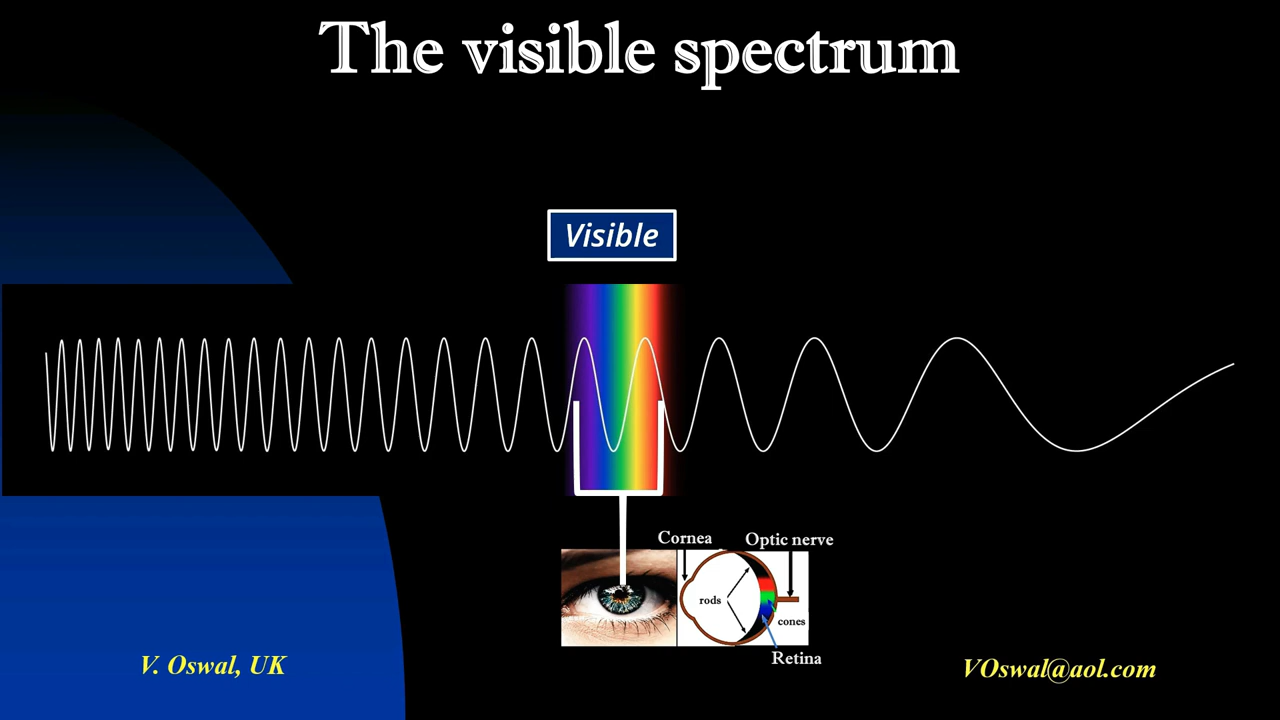 The visible spectrum
Visible
Cornea
Optic nerve
rods
cones
Retina
V. Oswal, UK
VOswal@aol.com